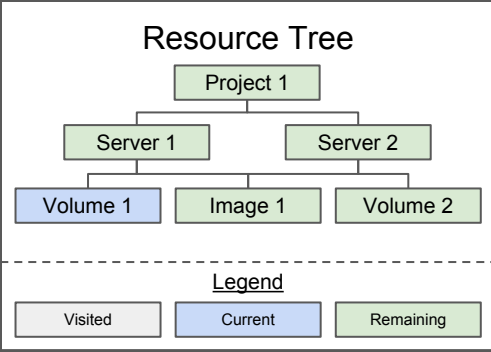 Resource Tree
Project 1
Server 1 Server 2
Volume 1 Image 1 Volume 2
Legend
Visited Current Remaining